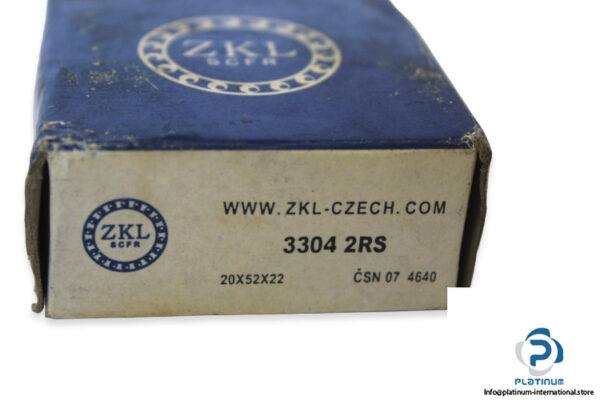 ZKL
SCFR
WWW.ZKL-CZECH.COM
ZKL
SCFR
3304 2RS
20X52X22 ČSN 07 4640
PLATINUM
Info@platinum-international.store